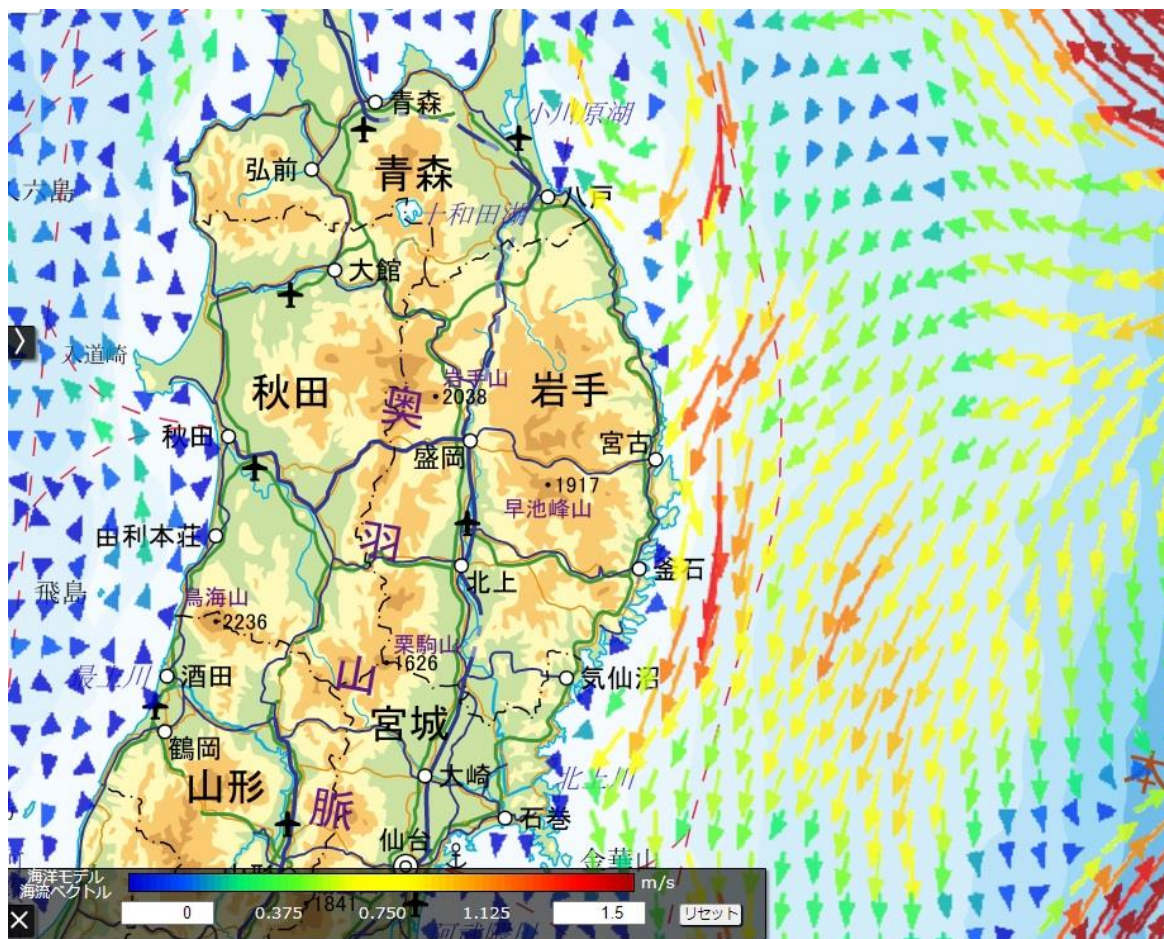 青森
小川原湖
弘前
青森
八戸
六島
十和田湖
大館
入道崎
岩手山
2038
秋田
奥
岩手
秋田
盛岡
宮古
1917
早池峰山
由利本荘
羽
釜石
飛島
北上
鳥海山
2236
栗駒山
1626
最上川
酒田
山
気仙沼
宮城
鶴岡
山形
大崎
北上川
脈
石巻
仙台
金華山
海洋モデル
海流ベクトル
m/s
0 0.375 0.750 1.125 1.5 リセット
1841